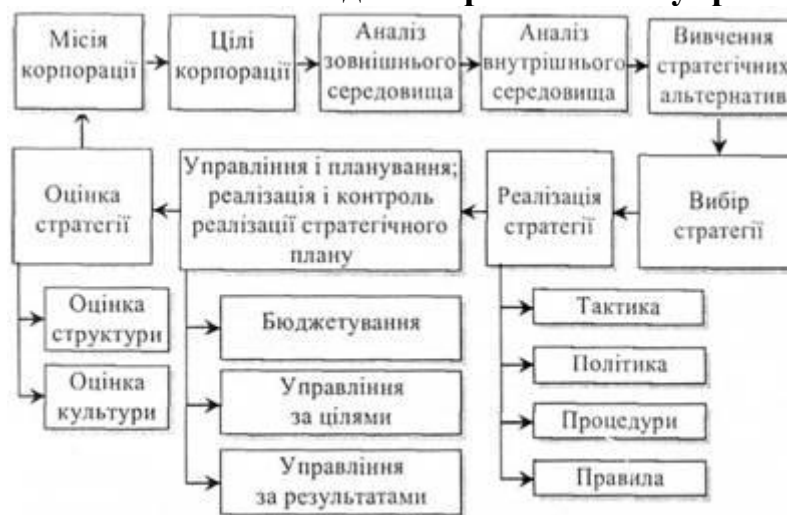 Місія
корпорації
Цілі
корпорації
Аналіз
зовнішнього
середовища
Аналіз
внутрішнього
середовища
Вивчення
стратегічних
альтернатив
Оцінка
стратегії
Управління і планування;
реалізація і контроль
реалізації стратегічного
плану
Реалізація
стратегії
Вибір
стратегії
Оцінка
структури
Оцінка
культури
Бюджетування
Управління
за цілями
Управління
за результатами
Тактика
Політика
Процедури
Правила